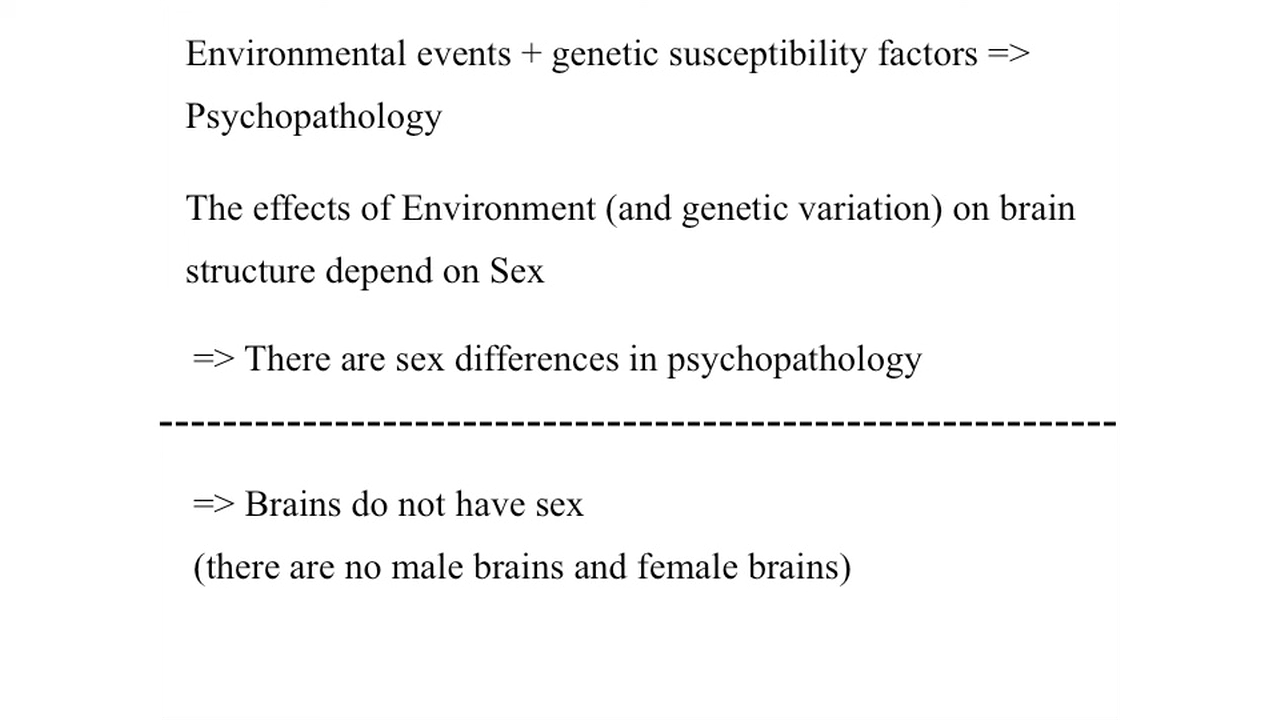 Environmental events + genetic susceptibility factors =>
Psychopathology
The effects of Environment (and genetic variation) on brain
structure depend on Sex
=> There are sex differences in psychopathology
=> Brains do not have sex
(there are no male brains and female brains)